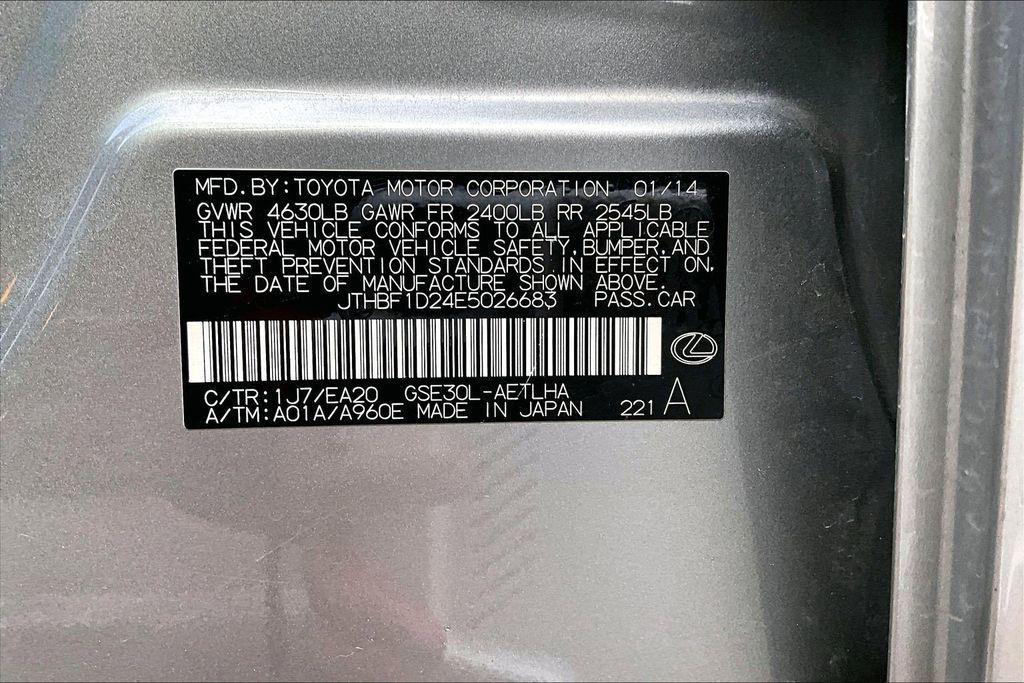 MFD. BY: TOYOTA MOTOR CORPORATION 01/14
GVWR 4630LB GAWR FR 2400LB RR 2545LB
THIS VEHICLE CONFORMS TO ALL APPLICABLE
FEDERAL MOTOR VEHICLE SAFETY, BUMPER, AND
THEFT PREVENTION STANDARDS IN EFFECT ON
THE DATE OF MANUFACTURE SHOWN ABOVE.
JTHBF1D24E5026683 PASS. CAR
C/TR: 1J7/EA20 GSE30L-AETLHA
A/TM: A01A/A960E MADE IN JAPAN 221 A